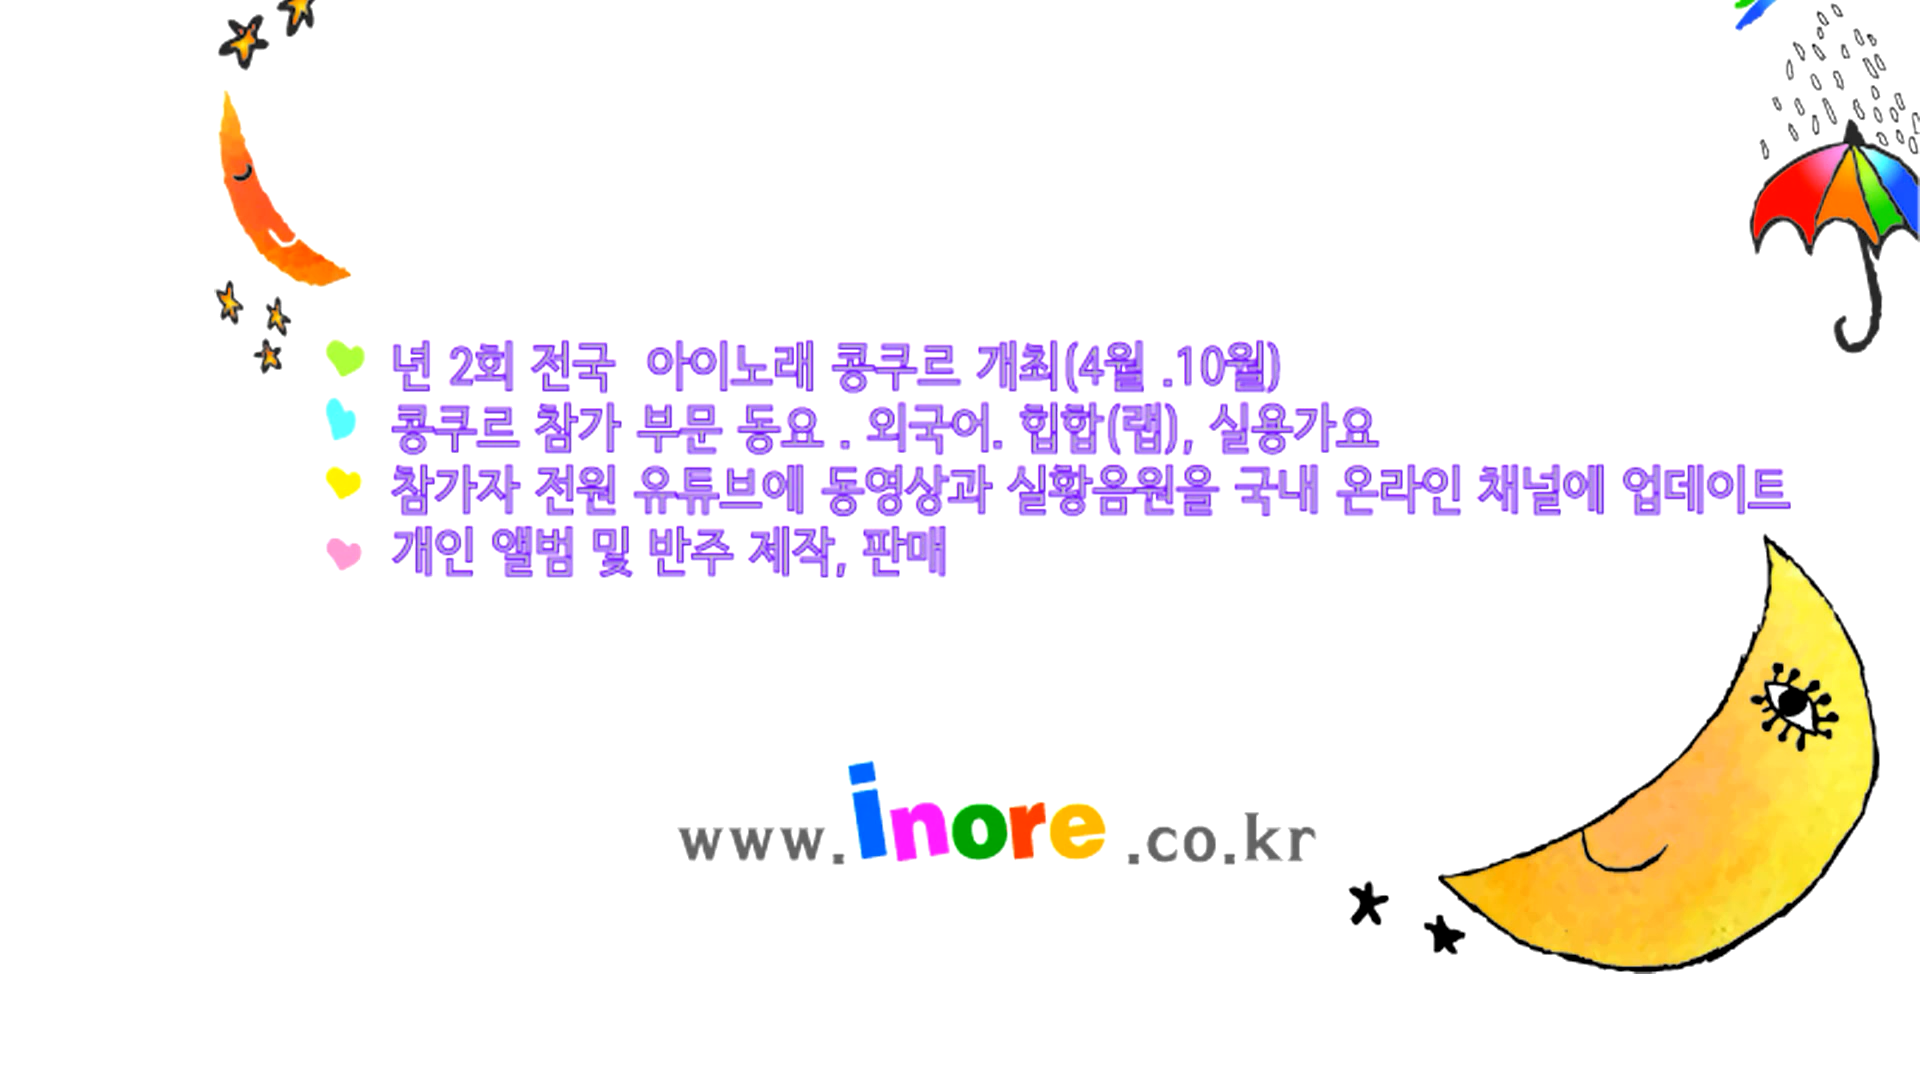 년 2회 전국 아이노래 콩쿠르 개최(4월 .10월)
콩쿠르 참가 부문 동요 . 외국어. 힙합(랩), 실용가요
참가자 전원 유튜브에 동영상과 실황음원을 국내 온라인 채널에 업데이트
개인 앨범 및 반주 제작, 판매
www.inore.co.kr